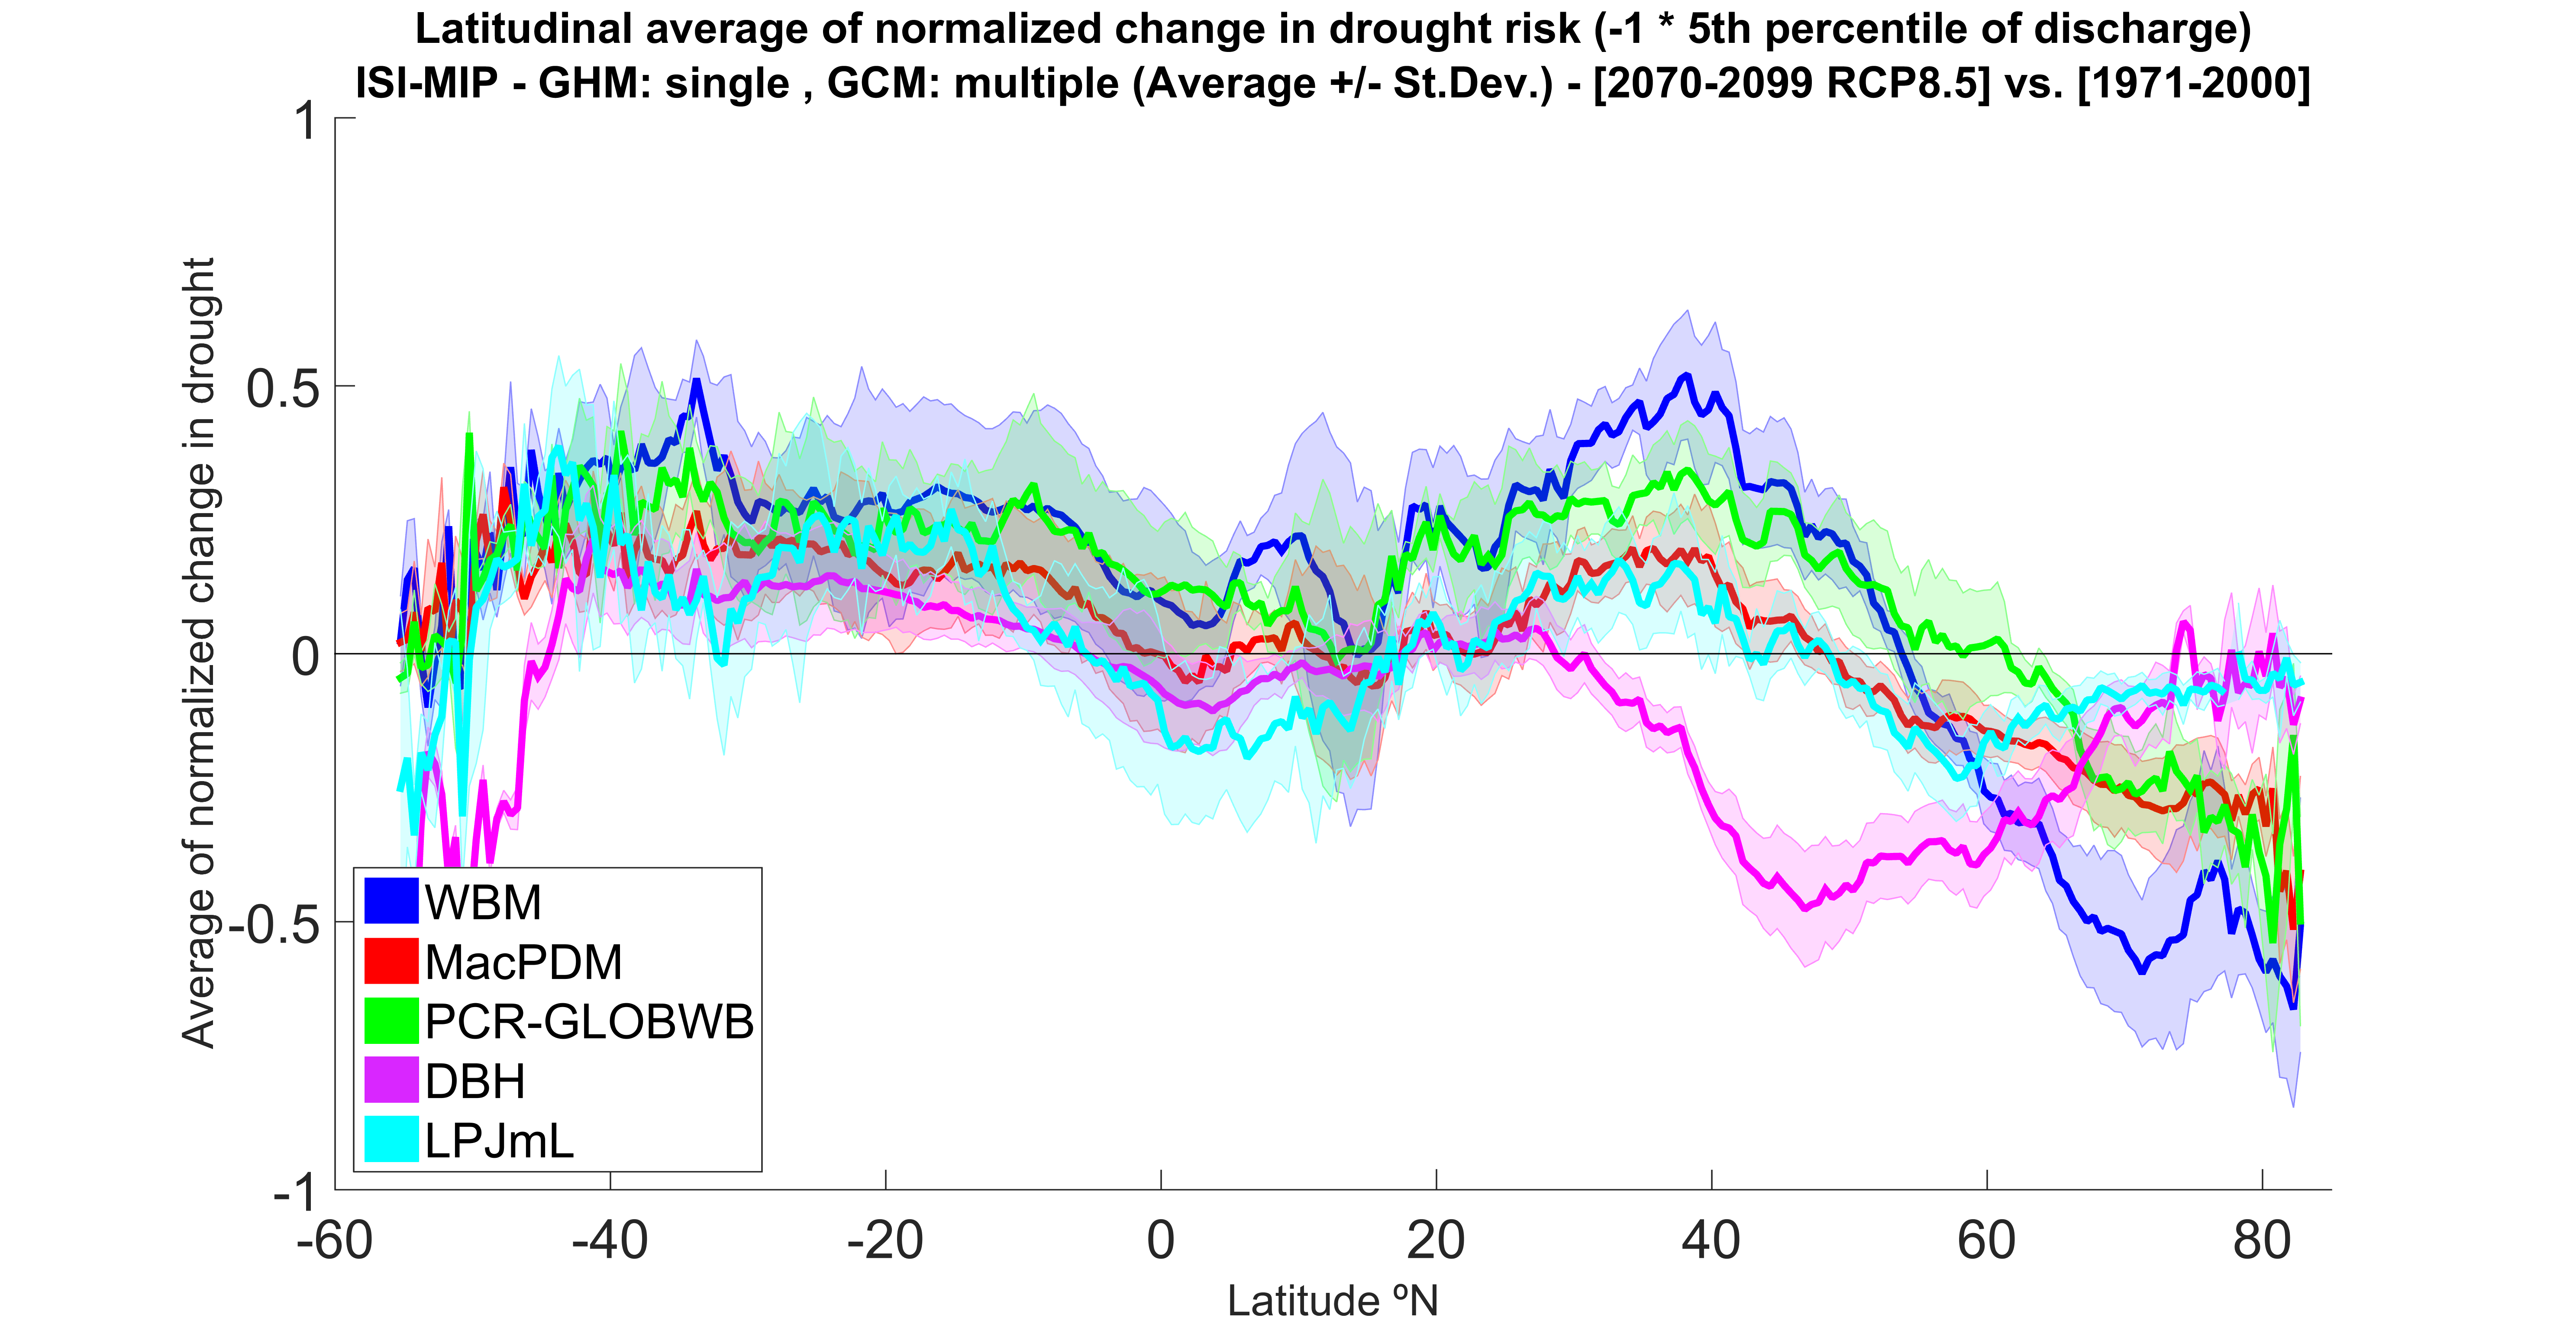 Latitudinal average of normalized change in drought risk (-1 * 5th percentile of discharge)
ISI-MIP - GHM: single , GCM: multiple (Average +/- St.Dev.) - [2070-2099 RCP8.5] vs. [1971-2000]
Average of normalized change in drought
1
0.5
0
-0.5
-1
WBM
MacPDM
PCR-GLOBWB
DBH
LPJmL
-60 -40 -20 0 20 40 60 80
Latitude ºN